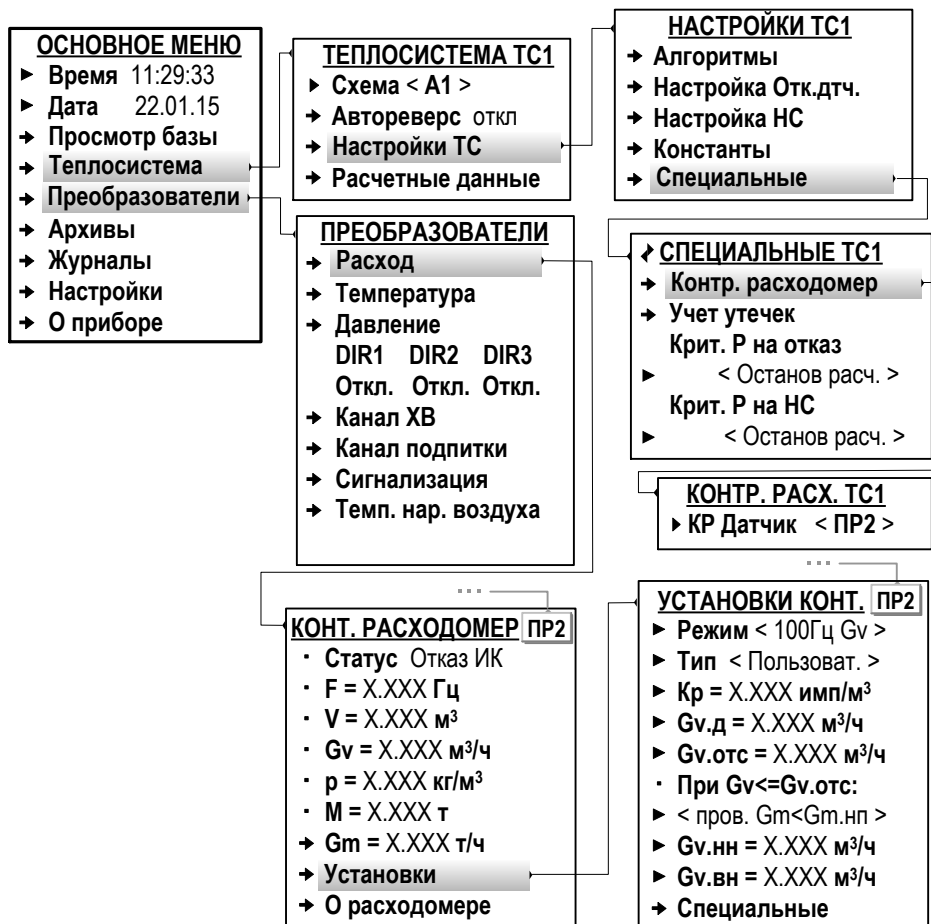 ОСНОВНОЕ МЕНЮ
Время 11:29:33
Дата 22.01.15
Просмотр базы
Теплосистема
Преобразователи
Архивы
Журналы
Настройки
О приборе
ТЕПЛОСИСТЕМА ТС1
Схема < А1 >
Автореверс откл
Настройки ТС
Расчетные данные
НАСТРОЙКИ ТС1
Алгоритмы
Настройка Отк.дтч.
Настройка НС
Константы
Специальные
ПРЕОБРАЗОВАТЕЛИ
Расход
Температура
Давление
DIR1 DIR2 DIR3
Откл. Откл. Откл.
Канал ХВ
Канал подпитки
Сигнализация
Темп. нар. воздуха
СПЕЦИАЛЬНЫЕ ТС1
Контр. расходомер
Учет утечек
Крит. Р на отказ
< Останов расч. >
Крит. Р на НС
< Останов расч. >
КОНТР. РАСХ. ТС1
КР Датчик < ПР2 >
КОНТ. РАСХОДОМЕР ПР2
Статус Отказ ИК
F = X.XXX Гц
V = X.XXX м³
Gv = X.XXX м³/ч
p = X.XXX кг/м³
M = X.XXX т
Gm = X.XXX т/ч
Установки
О расходомере
УСТАНОВКИ КОНТ. ПР2
Режим < 100Гц Gv >
Тип < Пользоват. >
Кр = X.XXX имп/м³
Gv.д = X.XXX м³/ч
Gv.отс = X.XXX м³/ч
При Gv<=Gv.отс:
< пров. Gm<Gm.нп >
Gv.нн = X.XXX м³/ч
Gv.вн = X.XXX м³/ч
Специальные